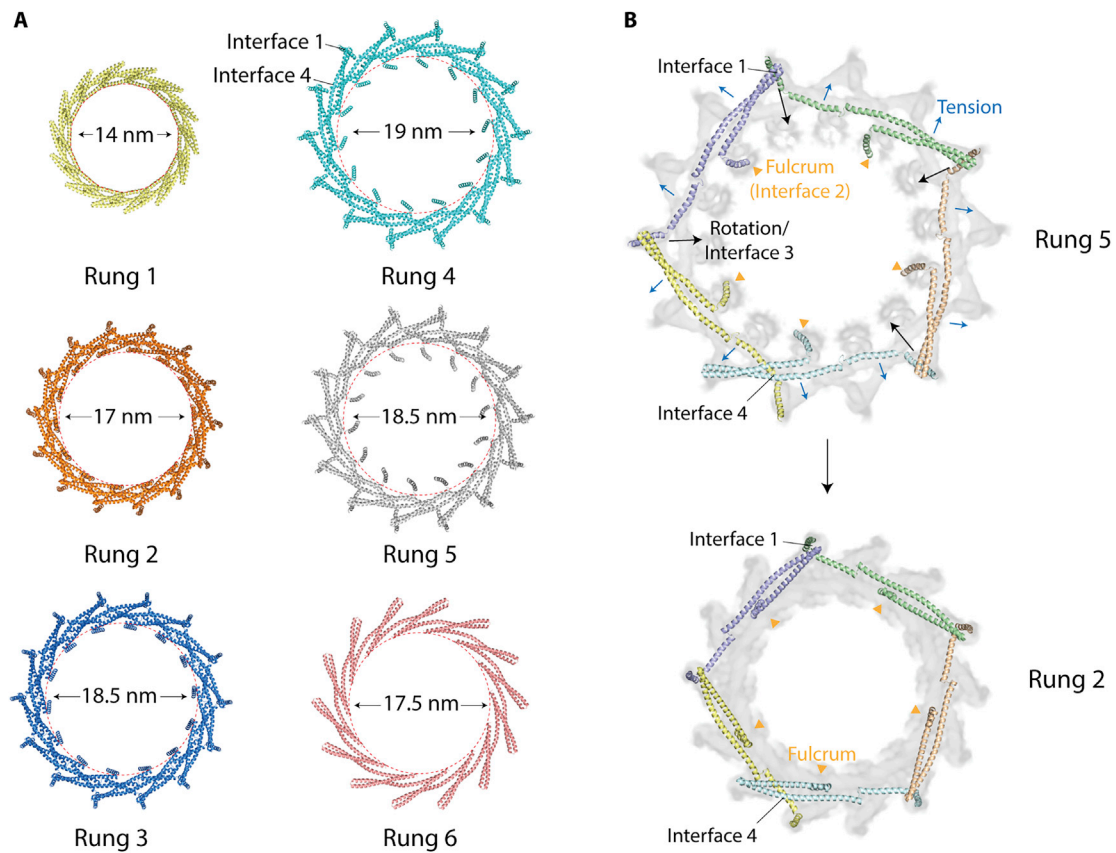 A
14 nm
Rung 1
Interface 1
Interface 4
19 nm
Rung 4
17 nm
Rung 2
18.5 nm
Rung 5
18.5 nm
Rung 3
17.5 nm
Rung 6
B
Interface 1
Tension
Fulcrum
(Interface 2)
Rotation/
Interface 3
Rung 5
Interface 4
Interface 1
Rung 2
Fulcrum
Interface 4